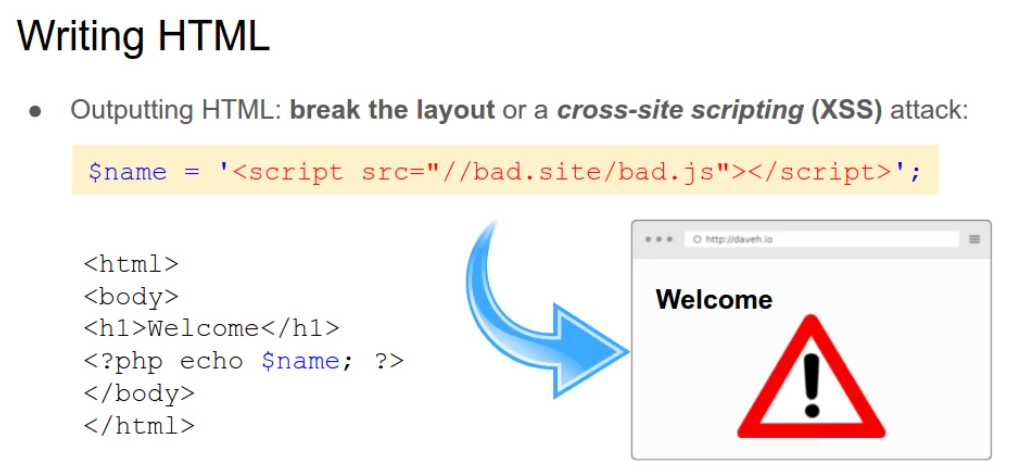 Writing HTML
● Outputting HTML: break the layout or a cross-site scripting (XSS) attack:
$name = '<script src="//bad.site/bad.js"></script>';
<html>
<body>
<h1>Welcome</h1>
<?php echo $name; ?>
</body>
</html>
http://daveh.io
Welcome
!